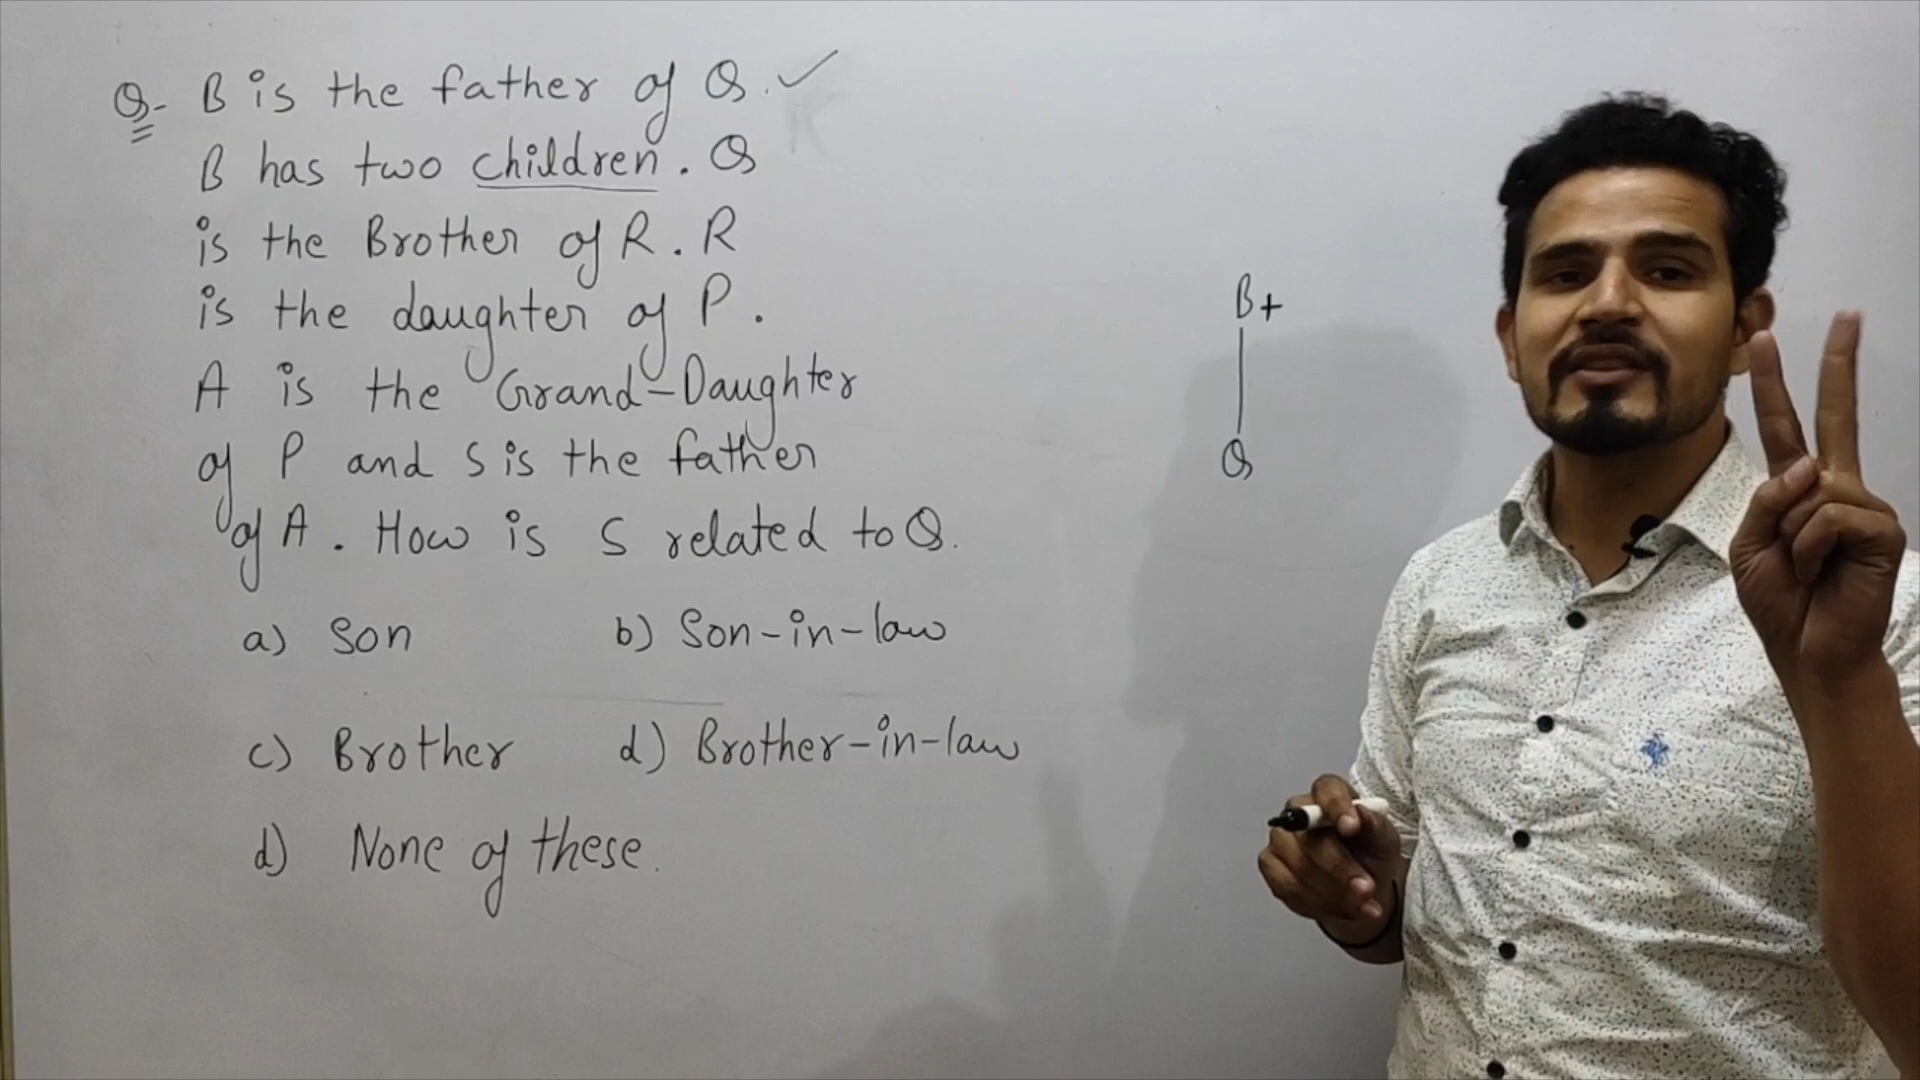 Q- B is the father of Q.
B has two children. Q
is the Brother of R. R
is the daughter of P.
A is the Grand-Daughter
of P and S is the father
of A. How is S related to Q.
a) Son b) Son-in-law
c) Brother d) Brother-in-law
d) None of these.
B+
Q